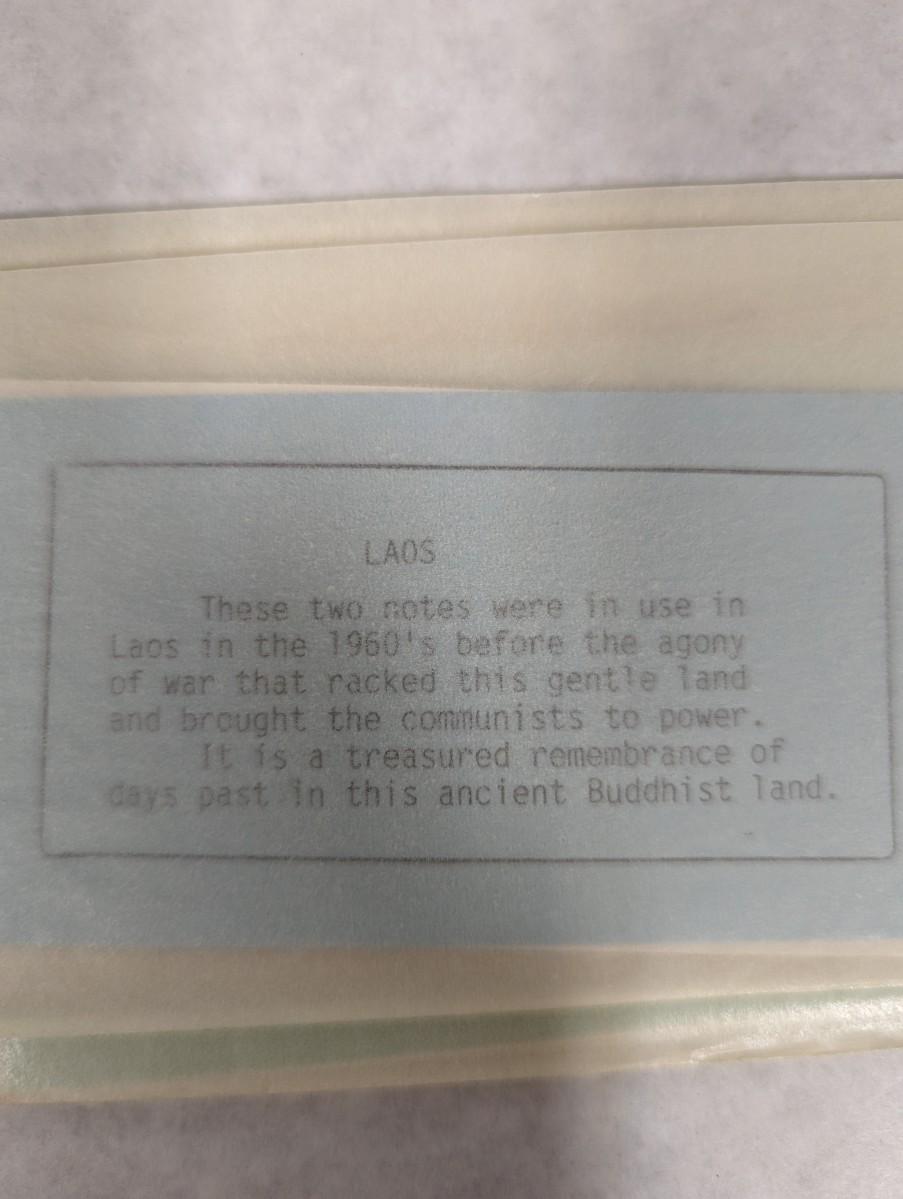 LAOS
These two notes were in use in
Laos in the 1960's before the agony
of war that racked this gentle land
and brought the communists to power.
It is a treasured remembrance of
days past in this ancient Buddhist land.